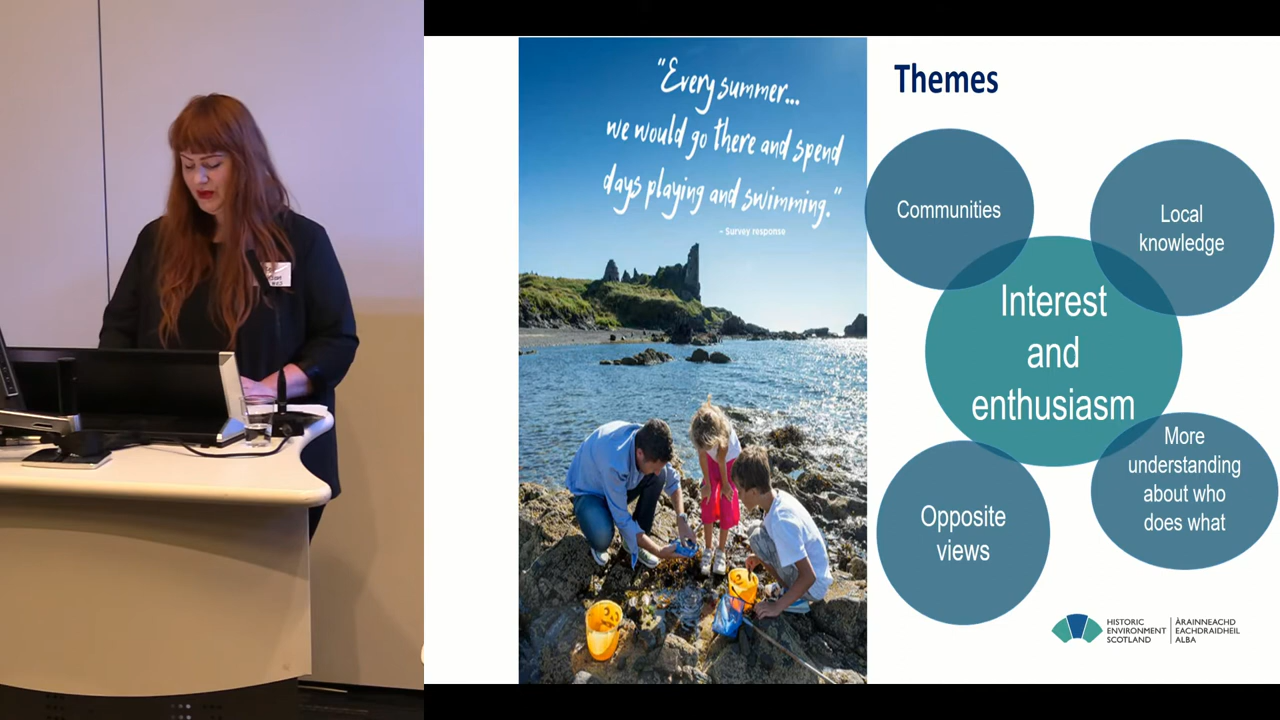 "Every summer...
we would go there and spend
days playing and swimming."
– Survey response
Themes
Communities
Local
knowledge
Interest
and
enthusiasm
More
understanding
about who
does what
Opposite
views
HISTORIC
ENVIRONMENT
SCOTLAND
ÀRAINNEACHD
EACHDRAIDHEIL
ALBA